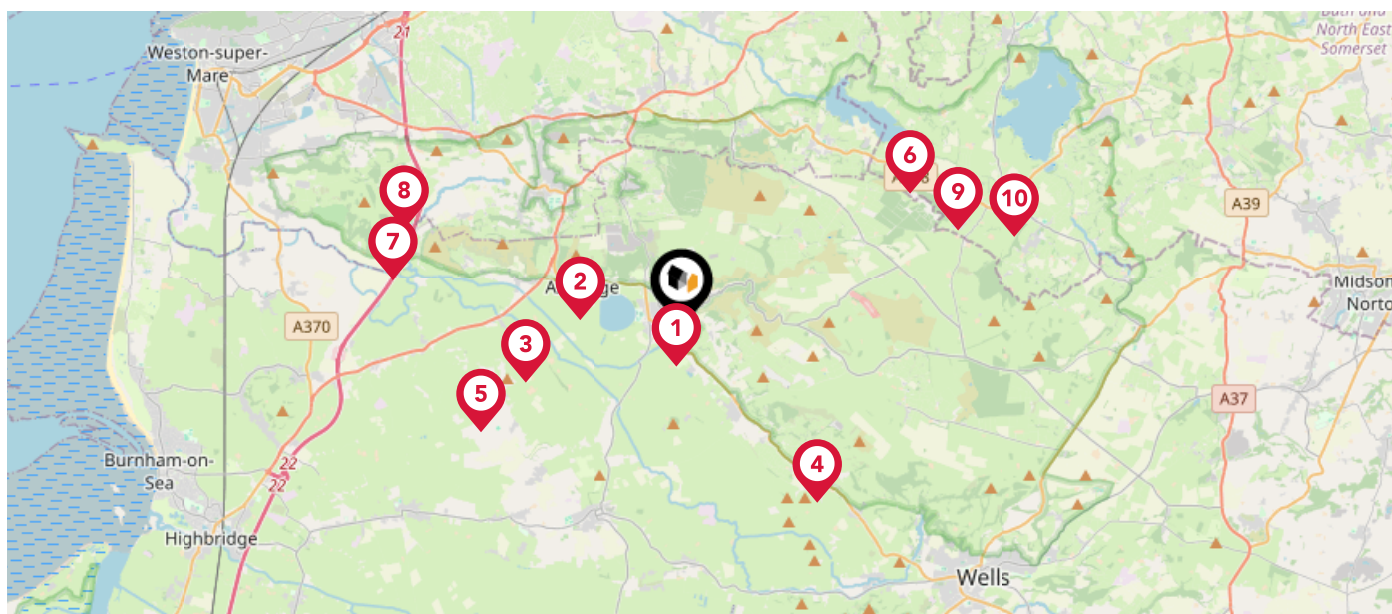 21
Bath and
North East
Somerset
Weston-super-
Mare
6
8
9
10
A39
7
2
Midsom
Norto
1
A370
3
5
A37
4
22
22
Burnham-on-
Sea
Highbridge
Wells